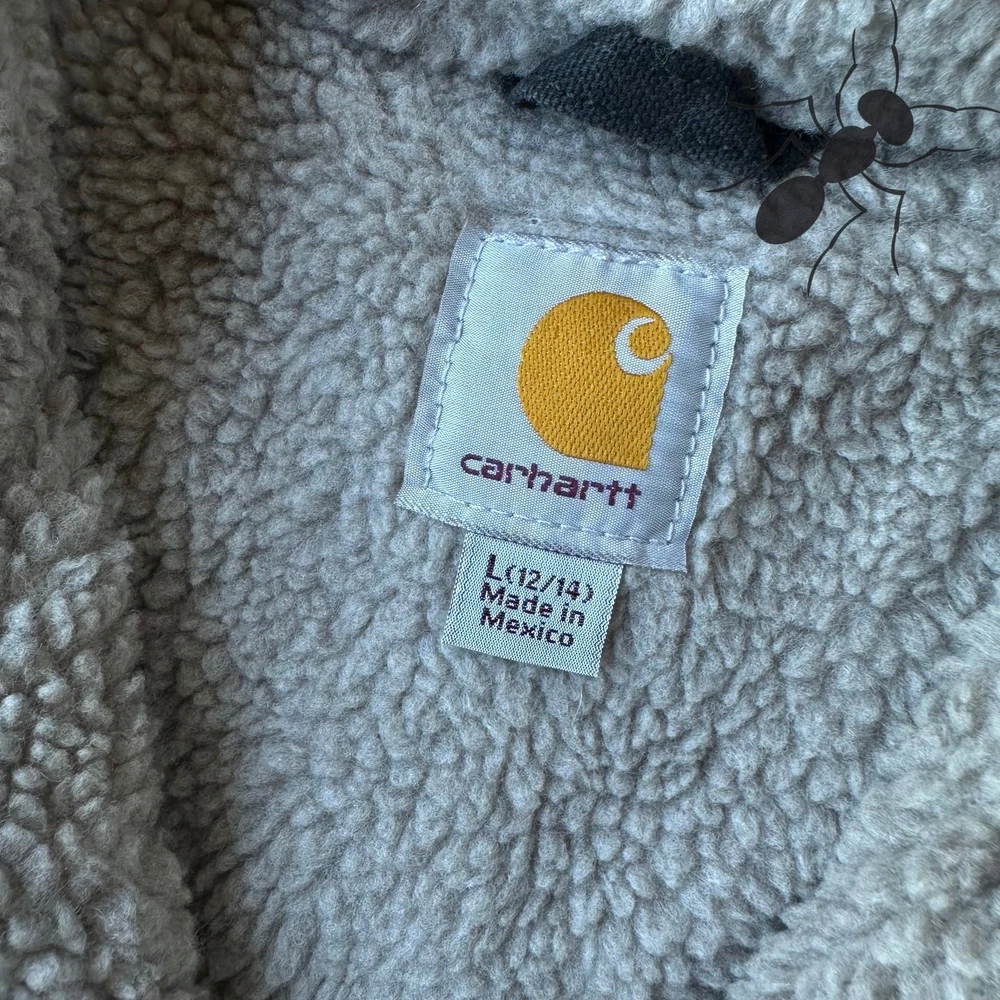 carhartt
L(12/14)
Made in
Mexico